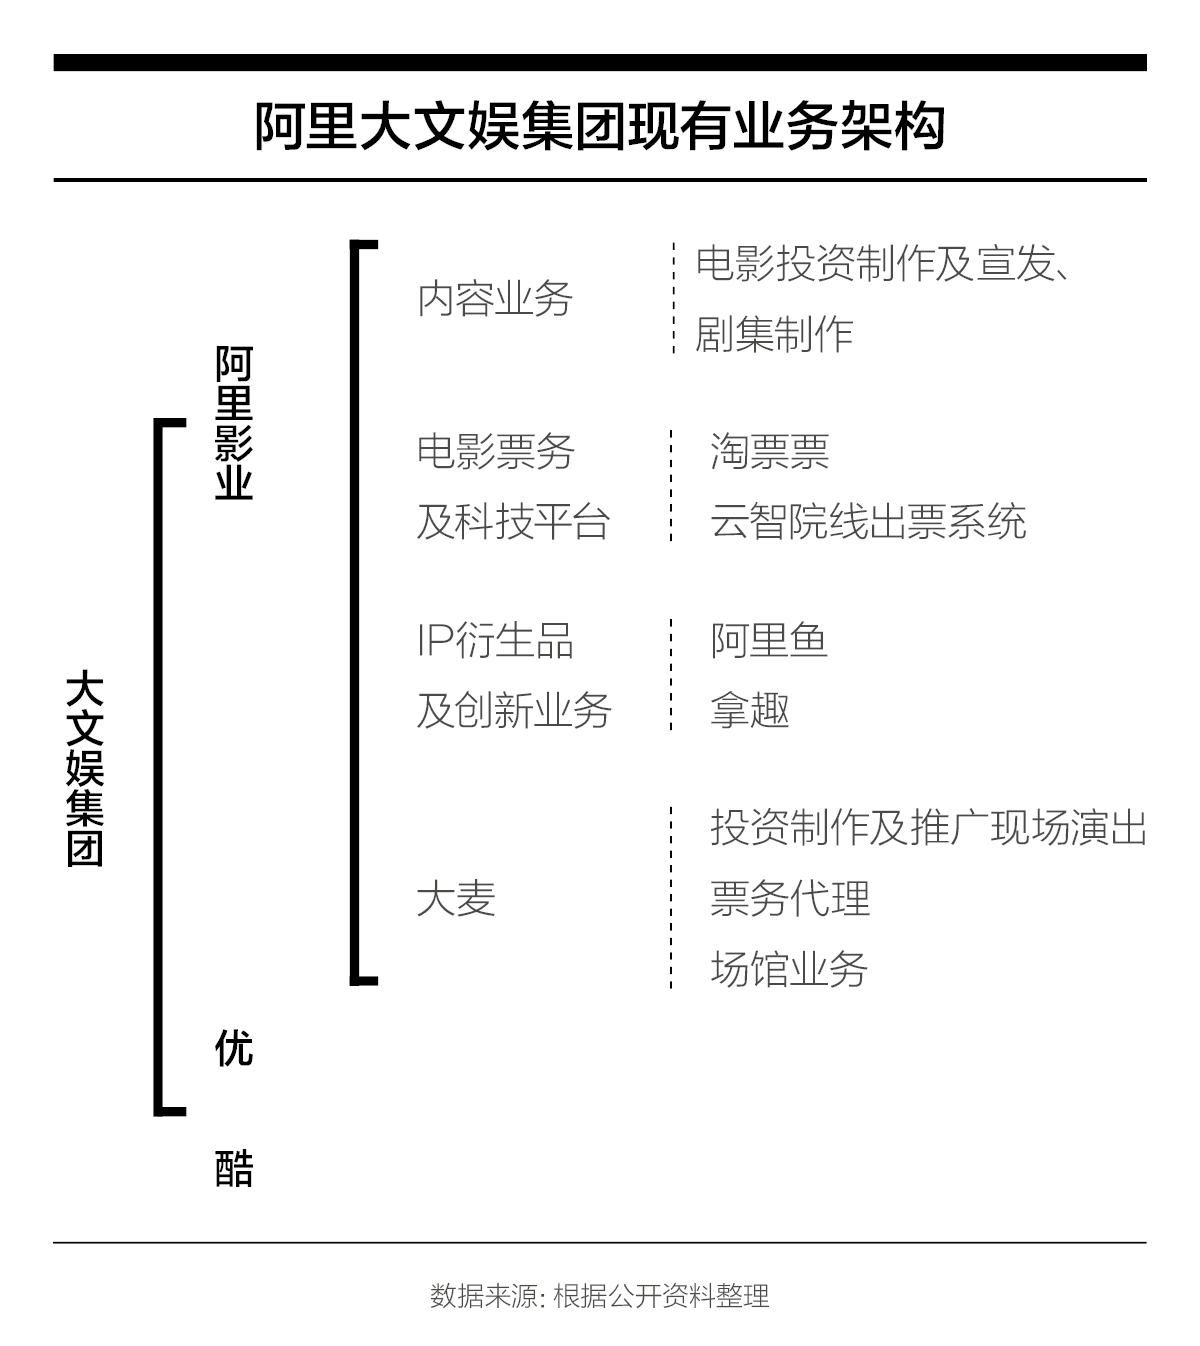 阿里大文娱集团现有业务架构
大文娱集团
阿里影业
内容业务
电影投资制作及宣发、
剧集制作
电影票务
及科技平台
淘票票
云智院线出票系统
IP衍生品
及创新业务
阿里鱼
拿趣
大麦
投资制作及推广现场演出
票务代理
场馆业务
优酷
数据来源：根据公开资料整理